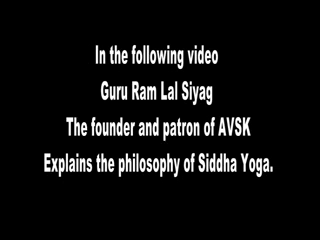 In the following video
Guru Ram Lal Siyag
The founder and patron of AVSK
Explains the philosophy of Siddha Yoga.